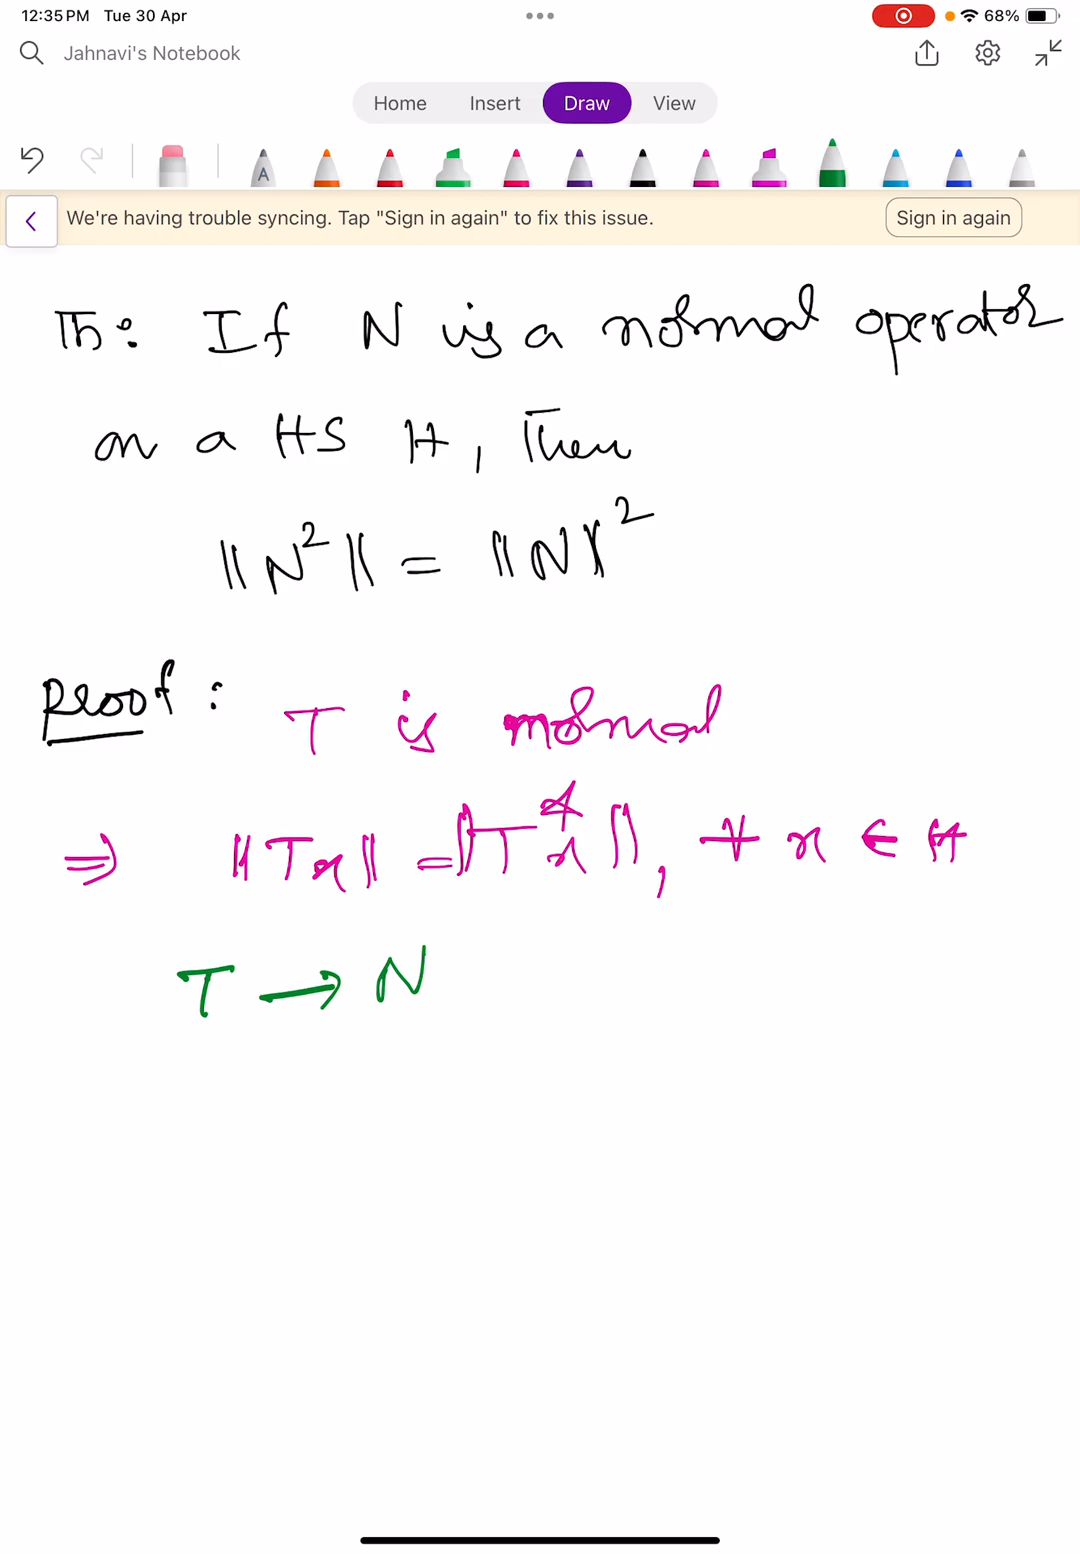 12:35 PM Tue 30 Apr
68%
Jahnavi's Notebook
Home Insert Draw View
A
We're having trouble syncing. Tap "Sign in again" to fix this issue.
Sign in again
Th: If N is a normal operator
on a HS H, Then
||N²|| = ||N||²
Proof: T is normal
⇒ ||Tx|| = ||T*x||, ∀ x ∈ H
T → N